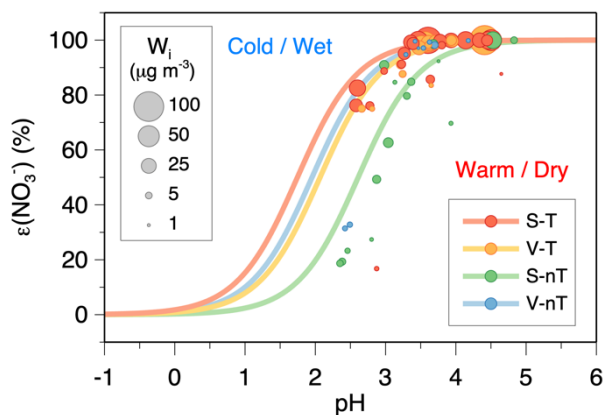 100
80
60
40
20
0
ε(NO₃⁻) (%)
Wᵢ
(μg m⁻³)
100
50
25
5
1
Cold / Wet
Warm / Dry
S-T
V-T
S-nT
V-nT
-1
0
1
2
3
4
5
6
pH